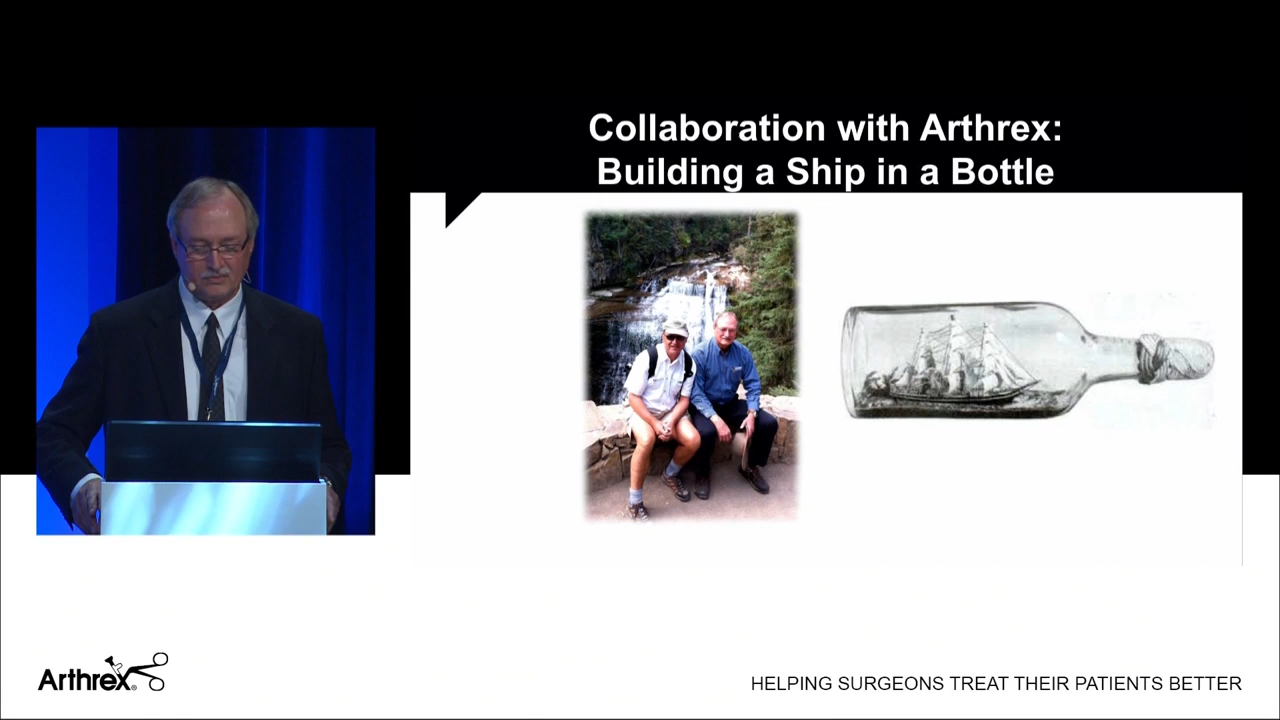 Collaboration with Arthrex:
Building a Ship in a Bottle
Arthrex®
HELPING SURGEONS TREAT THEIR PATIENTS BETTER